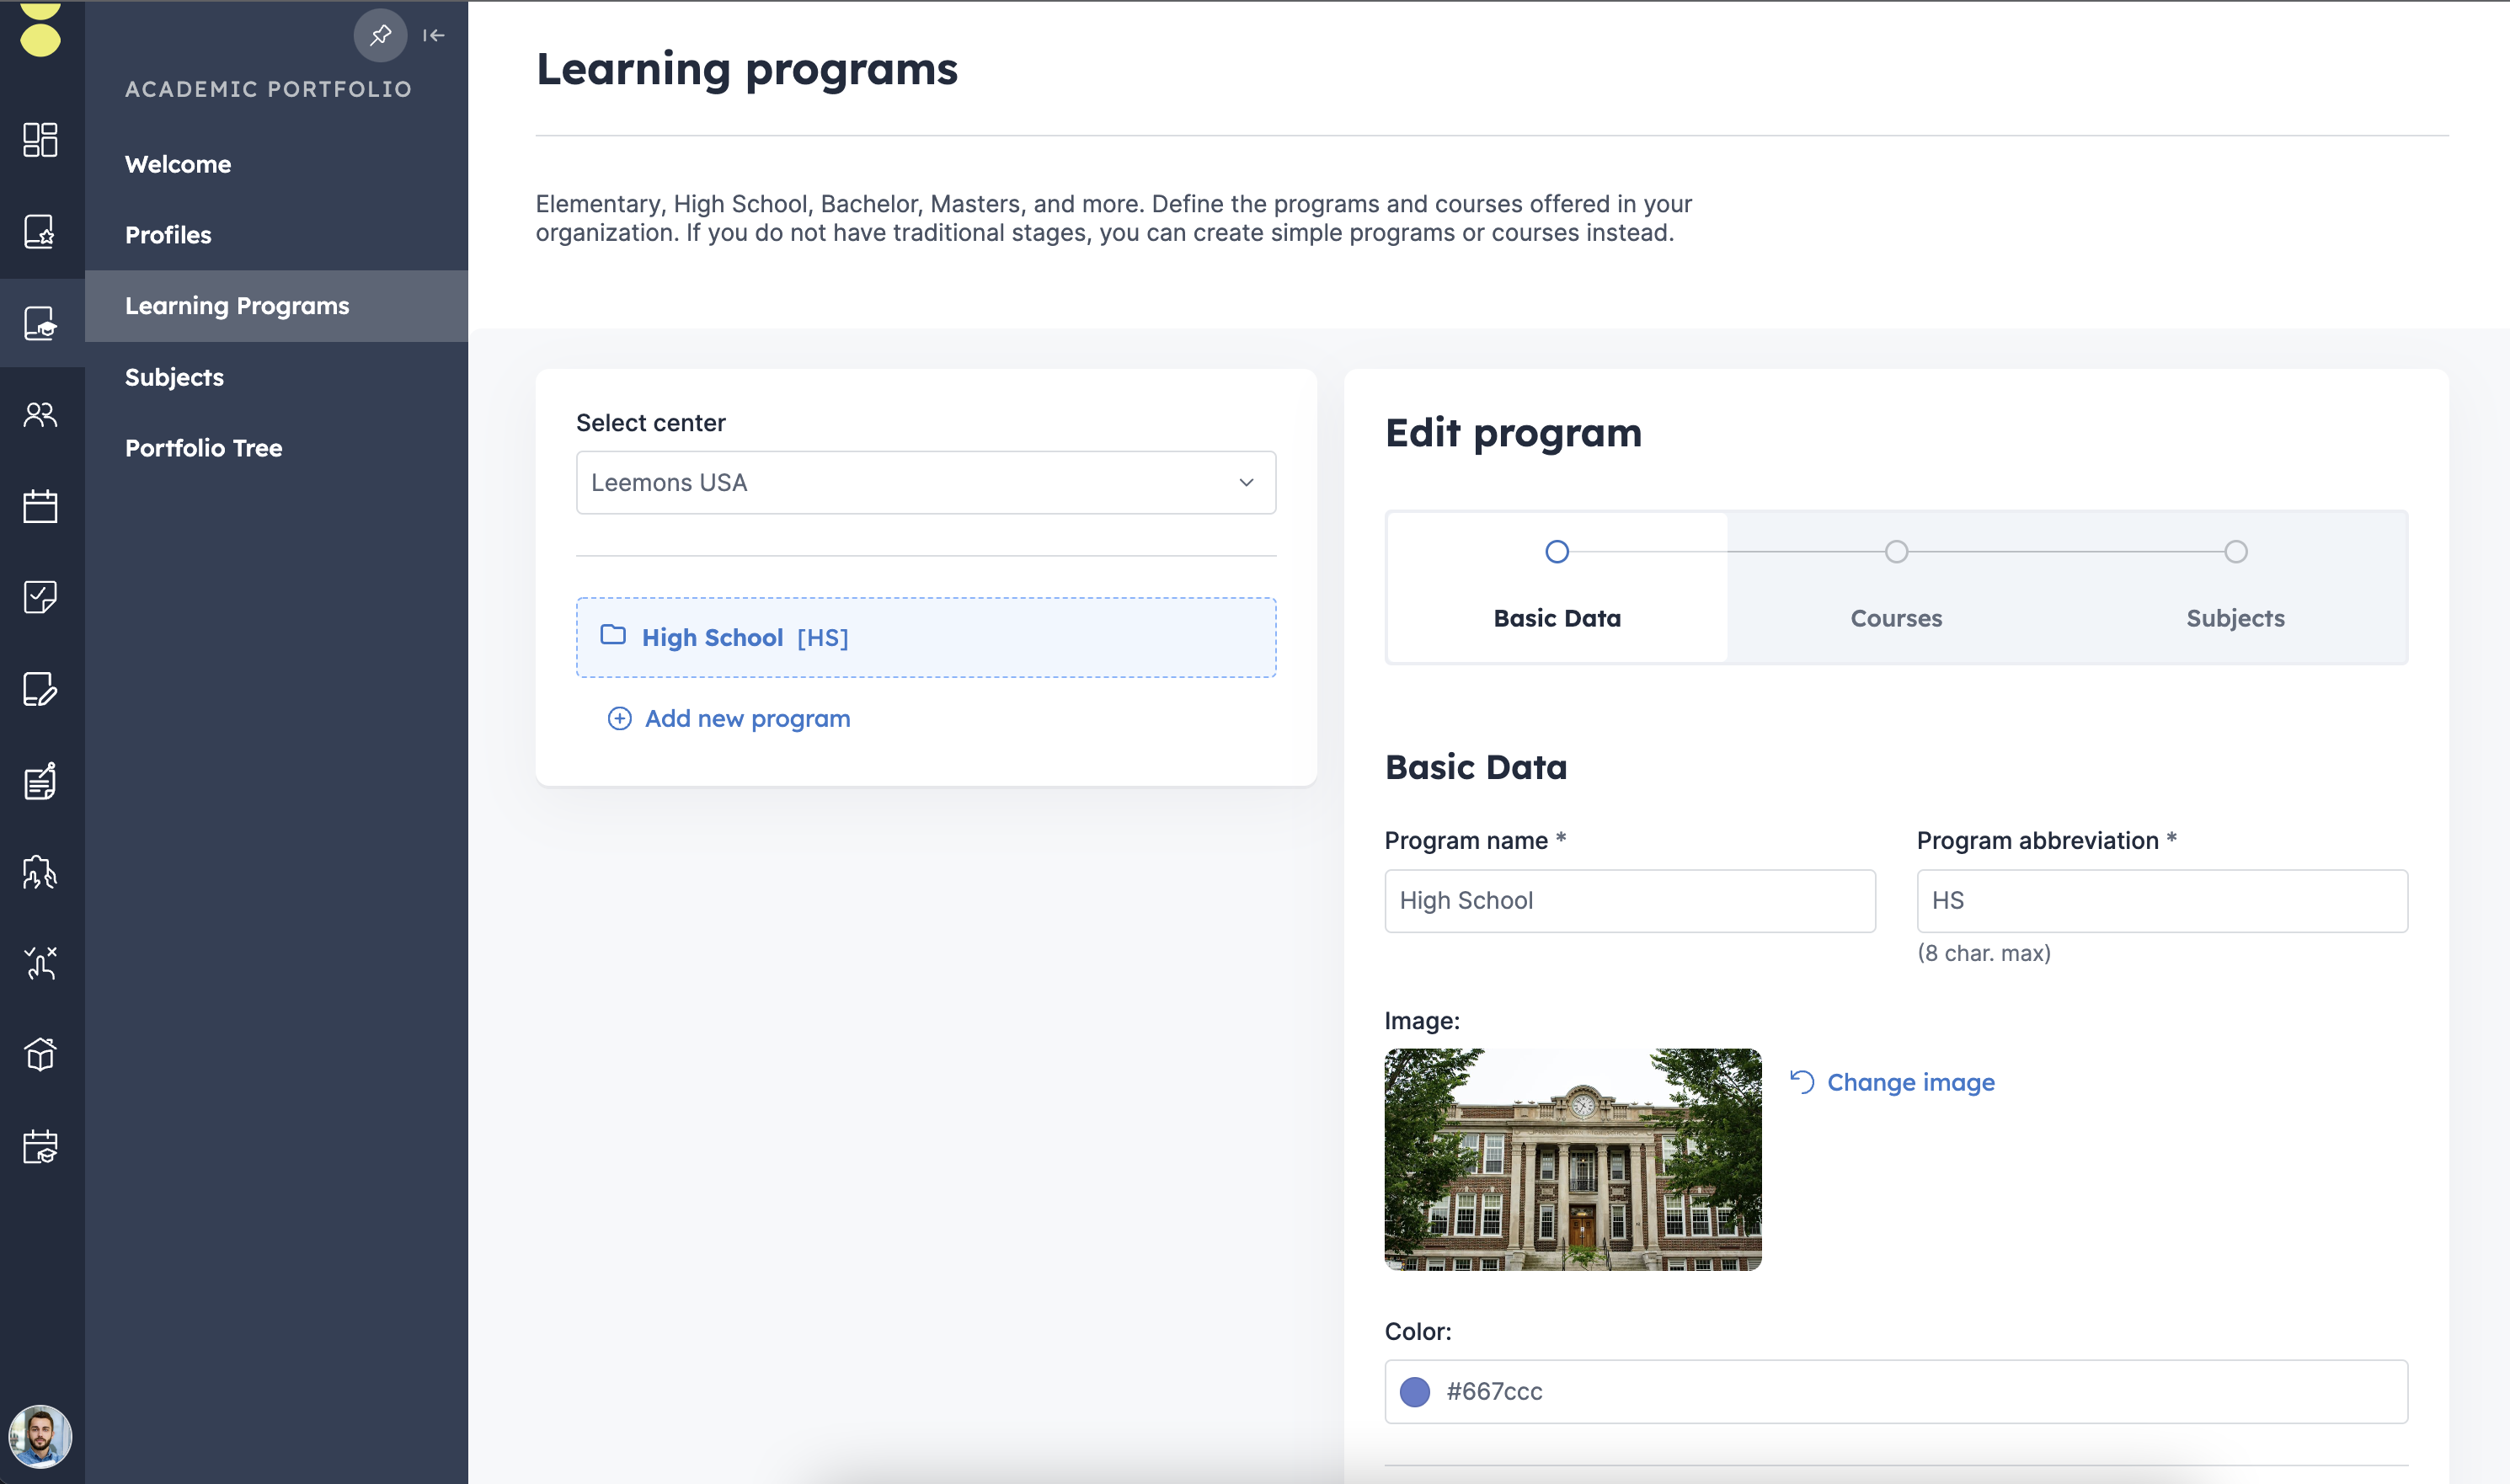 ACADEMIC PORTFOLIO
Welcome
Profiles
Learning Programs
Subjects
Portfolio Tree
Learning programs
Elementary, High School, Bachelor, Masters, and more. Define the programs and courses offered in your
organization. If you do not have traditional stages, you can create simple programs or courses instead.
Select center
Leemons USA
High School [HS]
Add new program
Edit program
Basic Data
Courses
Subjects
Basic Data
Program name *
Program abbreviation *
High School
HS
(8 char. max)
Image:
Change image
Color:
#667ccc